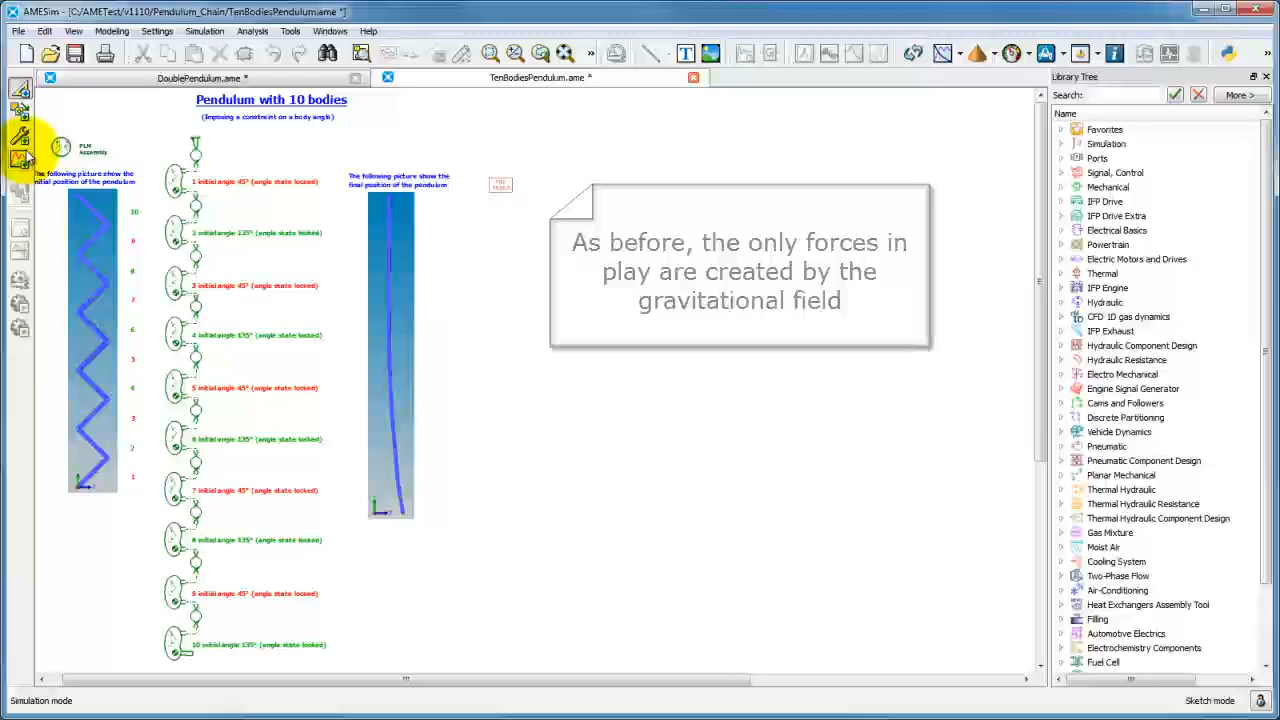 AMESim - [C:/AMETest/v1110/Pendulum_Chain/TenBodiesPendulum.ame *]
File Edit View Modeling Settings Simulation Analysis Tools Windows Help
DoublePendulum.ame *
TenBodiesPendulum.ame *
Library Tree
Search:
More >
Name
Favorites
Simulation
Ports
Signal, Control
Mechanical
IFP Drive
IFP Drive Extra
Electrical Basics
Powertrain
Electric Motors and Drives
Thermal
IFP Engine
Hydraulic
CFD 1D gas dynamics
IFP Exhaust
Hydraulic Component Design
Hydraulic Resistance
Electro Mechanical
Engine Signal Generator
Cams and Followers
Discrete Partitioning
Vehicle Dynamics
Pneumatic
Pneumatic Component Design
Planar Mechanical
Thermal Hydraulic
Thermal Hydraulic Resistance
Thermal Hydraulic Component Design
Gas Mixture
Moist Air
Cooling System
Two-Phase Flow
Air-Conditioning
Heat Exchangers Assembly Tool
Filling
Automotive Electrics
Electrochemistry Components
Fuel Cell
Pendulum with 10 bodies
(Imposing a constraint on a body angle)
PLM
Assembly
The following picture show the
initial position of the pendulum
10
9
8
7
6
5
4
3
2
1
1 initial angle 45° (angle state locked)
2 initial angle 135° (angle state locked)
3 initial angle 45° (angle state locked)
4 initial angle 135° (angle state locked)
5 initial angle 45° (angle state locked)
6 initial angle 135° (angle state locked)
7 initial angle 45° (angle state locked)
8 initial angle 135° (angle state locked)
9 initial angle 45° (angle state locked)
10 initial angle 135° (angle state locked)
The following picture show the
final position of the pendulum
As before, the only forces in
play are created by the
gravitational field
Simulation mode
Sketch mode